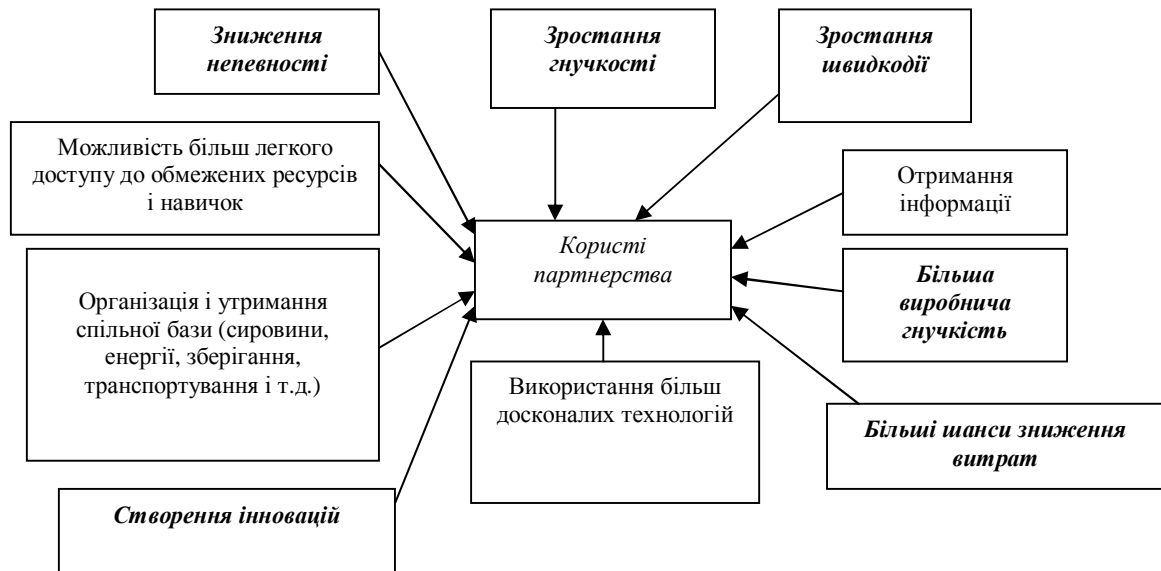 Зниження
непевності
Зростання
гнучкості
Зростання
швидкодії
Можливість більш легкого
доступу до обмежених ресурсів
і навичок
Отримання
інформації
Користі
партнерства
Більша
виробнича
гнучкість
Організація і утримання
спільної бази (сировини,
енергії, зберігання,
транспортування і т.д.)
Використання більш
досконалих технологій
Більші шанси зниження
витрат
Створення інновацій